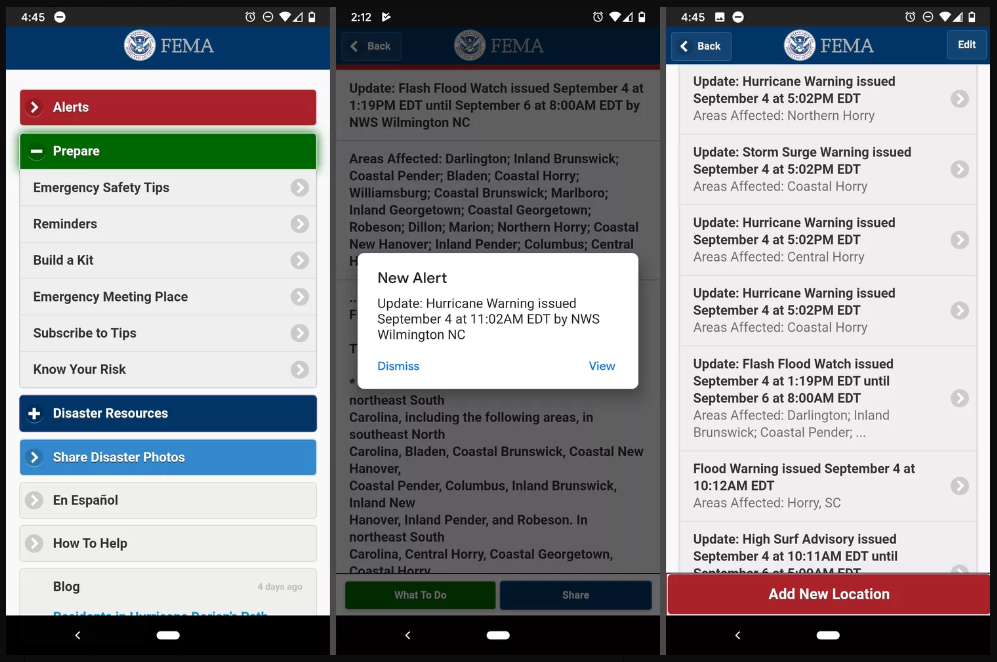 4:45
FEMA
Alerts
Prepare
Emergency Safety Tips
Reminders
Build a Kit
Emergency Meeting Place
Subscribe to Tips
Know Your Risk
Disaster Resources
Share Disaster Photos
En Español
How To Help
Blog
4 days ago
Residents in Hurricane Dorian's Path
2:12
Back
FEMA
Update: Flash Flood Watch issued September 4 at
1:19PM EDT until September 6 at 8:00AM EDT by
NWS Wilmington NC
Areas Affected: Darlington; Inland Brunswick;
Coastal Pender; Bladen; Coastal Horry;
Williamsburg; Coastal Brunswick; Marlboro;
Inland Georgetown; Coastal Georgetown;
Robeson; Dillon; Marion; Northern Horry; Coastal
New Hanover; Inland Pender; Columbus; Central
H
..
F
T
*
New Alert
Update: Hurricane Warning issued
September 4 at 11:02AM EDT by NWS
Wilmington NC
Dismiss
View
northeast South
Carolina, including the following areas, in
southeast North
Carolina, Bladen, Coastal Brunswick, Coastal New
Hanover,
Coastal Pender, Columbus, Inland Brunswick,
Inland New
Hanover, Inland Pender, and Robeson. In
northeast South
Carolina, Central Horry, Coastal Georgetown,
Coastal Horry
What To Do
Share
4:45
Back
FEMA
Edit
Update: Hurricane Warning issued
September 4 at 5:02PM EDT
Areas Affected: Northern Horry
Update: Storm Surge Warning issued
September 4 at 5:02PM EDT
Areas Affected: Coastal Horry
Update: Hurricane Warning issued
September 4 at 5:02PM EDT
Areas Affected: Central Horry
Update: Hurricane Warning issued
September 4 at 5:02PM EDT
Areas Affected: Coastal Horry
Update: Flash Flood Watch issued
September 4 at 1:19PM EDT until
September 6 at 8:00AM EDT
Areas Affected: Darlington; Inland
Brunswick; Coastal Pender; ...
Flood Warning issued September 4 at
10:12AM EDT
Areas Affected: Horry, SC
Update: High Surf Advisory issued
September 4 at 10:11AM EDT until
September 6 at 5:00AM EDT
Add New Location